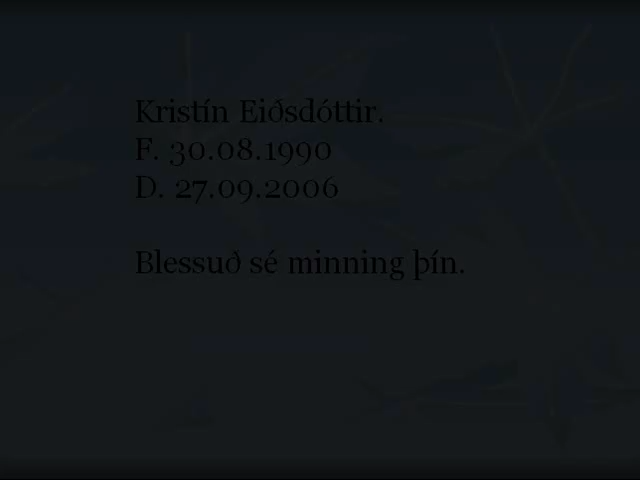 Kristín Eiðsdóttir.
F. 30.08.1990
D. 27.09.2006
Blessuð sé minning þín.